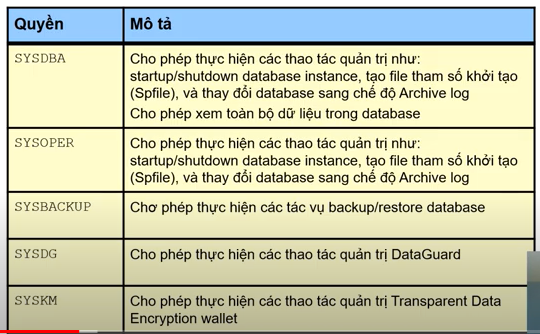 Quyền Mô tả
SYSDBA Cho phép thực hiện các thao tác quản trị như:
startup/shutdown database instance, tạo file tham số khởi tạo
(Spfile), và thay đổi database sang chế độ Archive log
Cho phép xem toàn bộ dữ liệu trong database
SYSOPER Cho phép thực hiện các thao tác quản trị như:
startup/shutdown database instance, tạo file tham số khởi tạo
(Spfile), và thay đổi database sang chế độ Archive log
SYSBACKUP Chơ phép thực hiện các tác vụ backup/restore database
SYSDG Cho phép thực hiện các thao tác quản trị DataGuard
SYSKM Cho phép thực hiện các thao tác quản trị Transparent Data
Encryption wallet